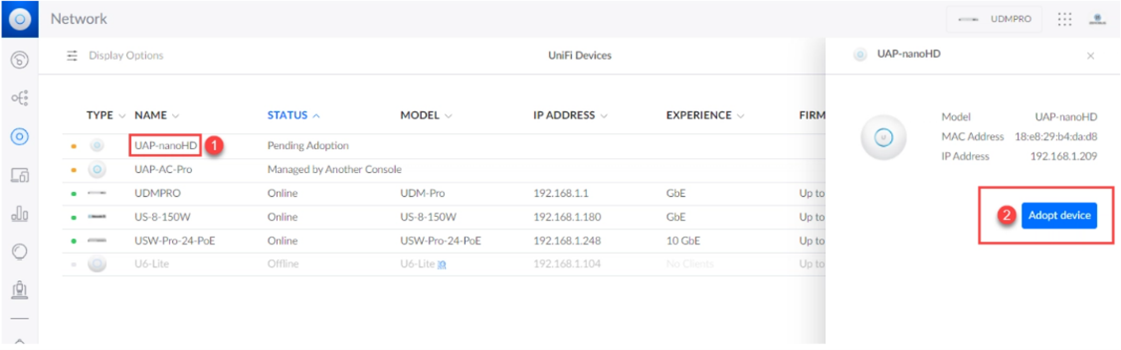 Network
UDMPRO
Display Options
UniFi Devices
UAP-nanoHD
TYPE NAME STATUS MODEL IP ADDRESS EXPERIENCE FIRM
UAP-nanoHD 1 Pending Adoption
UAP-AC-Pro Managed by Another Console
UDMPRO Online UDM-Pro 192.168.1.1 GbE Up to
US-8-150W Online US-8-150W 192.168.1.180 GbE Up to
USW-Pro-24-PoE Online USW-Pro-24-PoE 192.168.1.248 10 GbE Up to
U6-Lite Offline U6-Lite 192.168.1.104 No Clients Up to
Model UAP-nanoHD
MAC Address 18:e8:29:b4:da:d8
IP Address 192.168.1.209
2 Adopt device